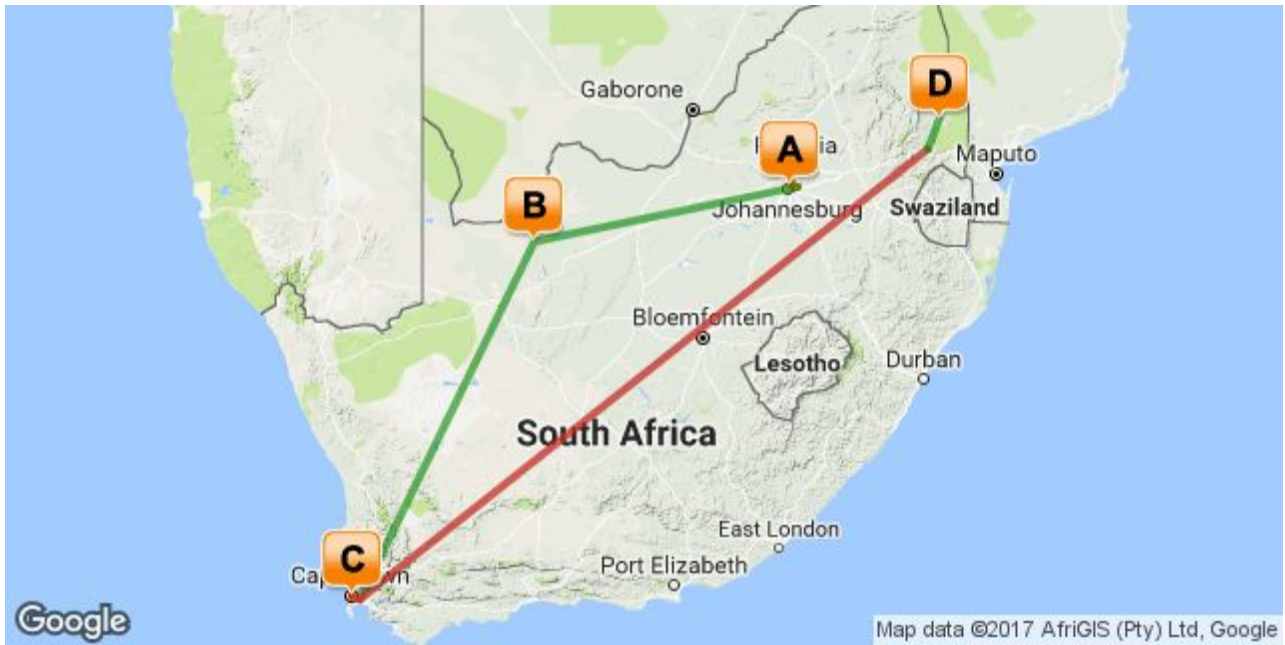 D
Gaborone
A
Maputo
B
Johannesburg
Swaziland
Bloemfontein
Lesotho
Durban
South Africa
East London
C
Port Elizabeth
Google
Map data ©2017 AfriGIS (Pty) Ltd, Google